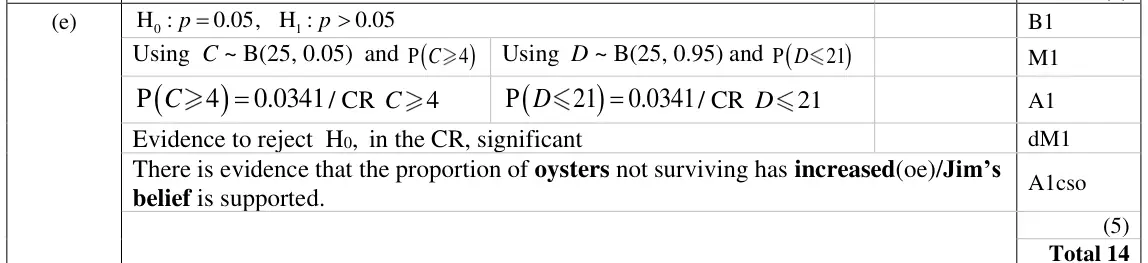 (e) H₀ : p = 0.05, H₁ : p > 0.05 B1
Using C ~ B(25, 0.05) and P(C⩾4) Using D ~ B(25, 0.95) and P(D⩽21) M1
P(C⩾4) = 0.0341 / CR C⩾4 P(D⩽21) = 0.0341 / CR D⩽21 A1
Evidence to reject H₀, in the CR, significant dM1
There is evidence that the proportion of oysters not surviving has increased(oe)/Jim's
belief is supported. A1cso
(5)
Total 14